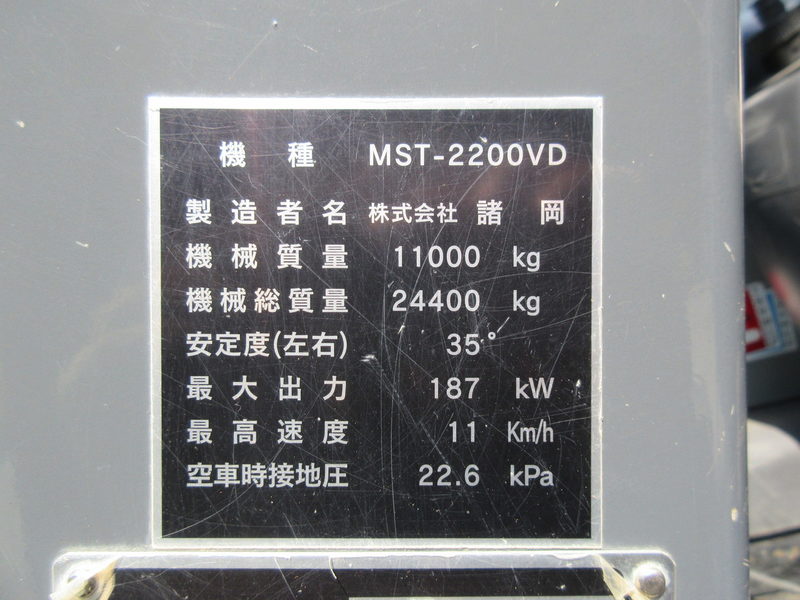 機種 MST-2200VD
製造者名 株式会社 諸岡
機械質量 11000 kg
機械総質量 24400 kg
安定度(左右) 35°
最大出力 187 kW
最高速度 11 Km/h
空車時接地圧 22.6 kPa